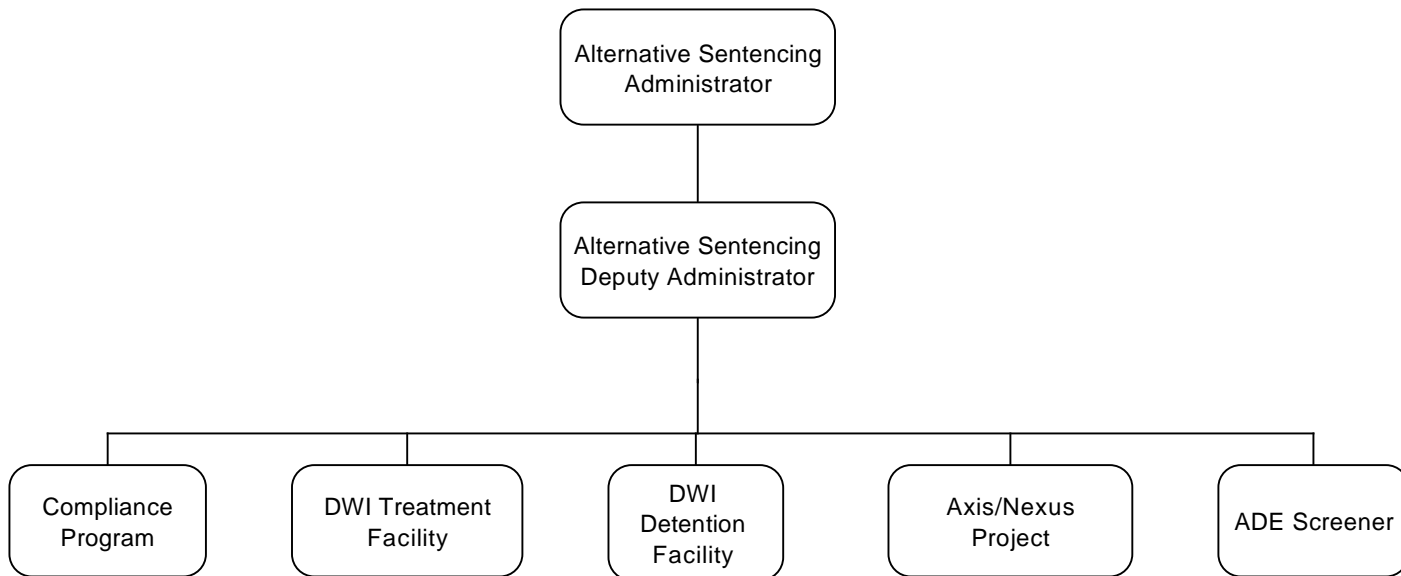 Alternative Sentencing
Administrator
Alternative Sentencing
Deputy Administrator
Compliance
Program
DWI Treatment
Facility
DWI
Detention
Facility
Axis/Nexus
Project
ADE Screener